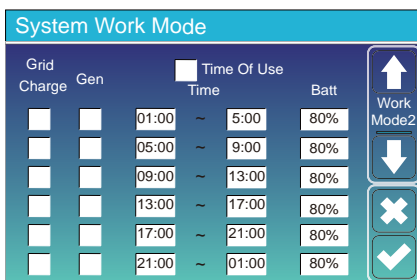 System Work Mode
Grid
Charge
Gen
Time Of Use
Time
Batt
Work
Mode2
01:00 ~ 5:00 80%
05:00 ~ 9:00 80%
09:00 ~ 13:00 80%
13:00 ~ 17:00 80%
17:00 ~ 21:00 80%
21:00 ~ 01:00 80%